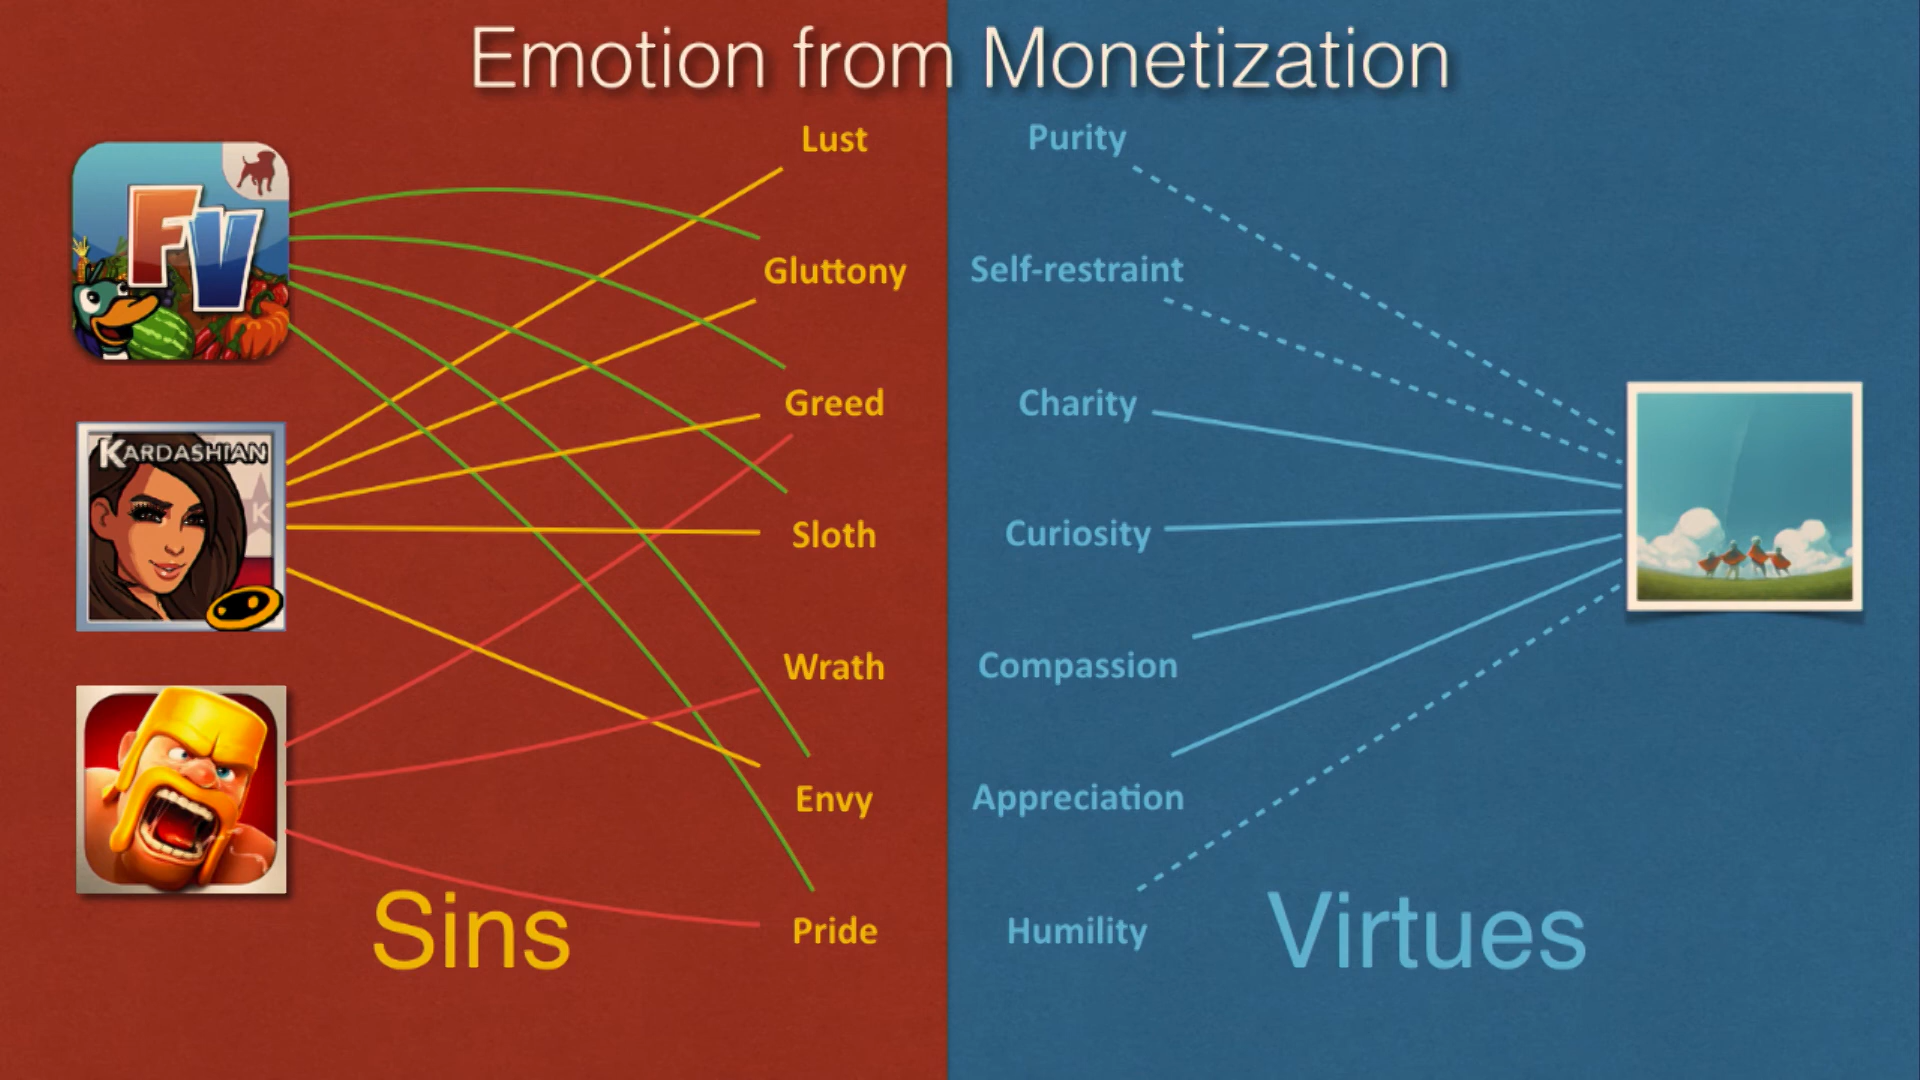 Emotion from Monetization
Lust
Gluttony
Greed
Sloth
Wrath
Envy
Pride
Sins
FV
KARDASHIAN
K
Purity
Self-restraint
Charity
Curiosity
Compassion
Appreciation
Humility
Virtues